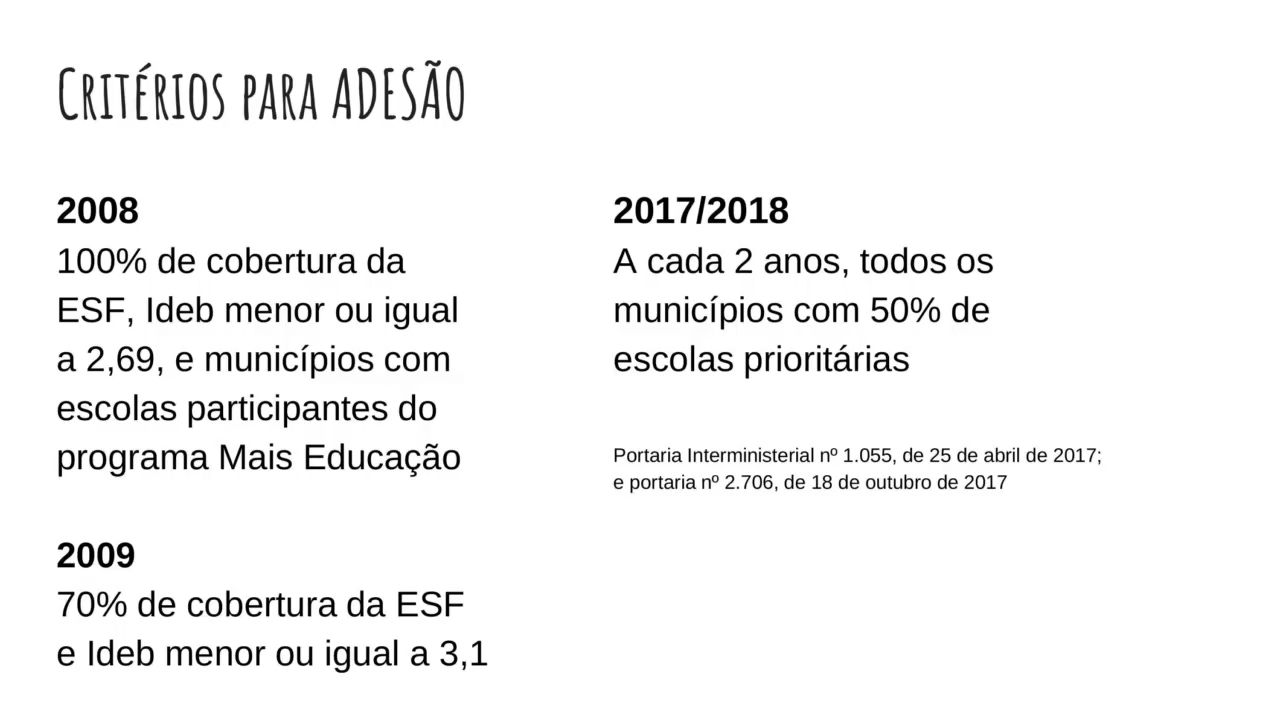 Critérios para ADESÃO
2008
100% de cobertura da
ESF, Ideb menor ou igual
a 2,69, e municípios com
escolas participantes do
programa Mais Educação
2009
70% de cobertura da ESF
e Ideb menor ou igual a 3,1
2017/2018
A cada 2 anos, todos os
municípios com 50% de
escolas prioritárias
Portaria Interministerial nº 1.055, de 25 de abril de 2017;
e portaria nº 2.706, de 18 de outubro de 2017